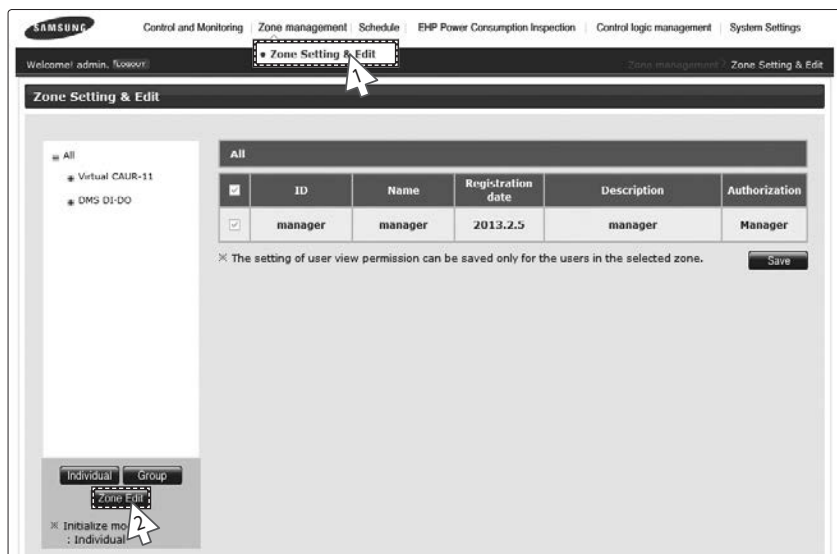 SAMSUNG Control and Monitoring Zone management Schedule EHP Power Consumption Inspection Control logic management System Settings
• Zone Setting & Edit
1
Welcome! admin. Logout Zone management > Zone Setting & Edit
Zone Setting & Edit
All
Virtual CAUR-11
DMS DI-DO
All
ID Name Registration date Description Authorization
manager manager 2013.2.5 manager Manager
※ The setting of user view permission can be saved only for the users in the selected zone. Save
Individual Group
Zone Edit
2
※ Initialize
: Individual